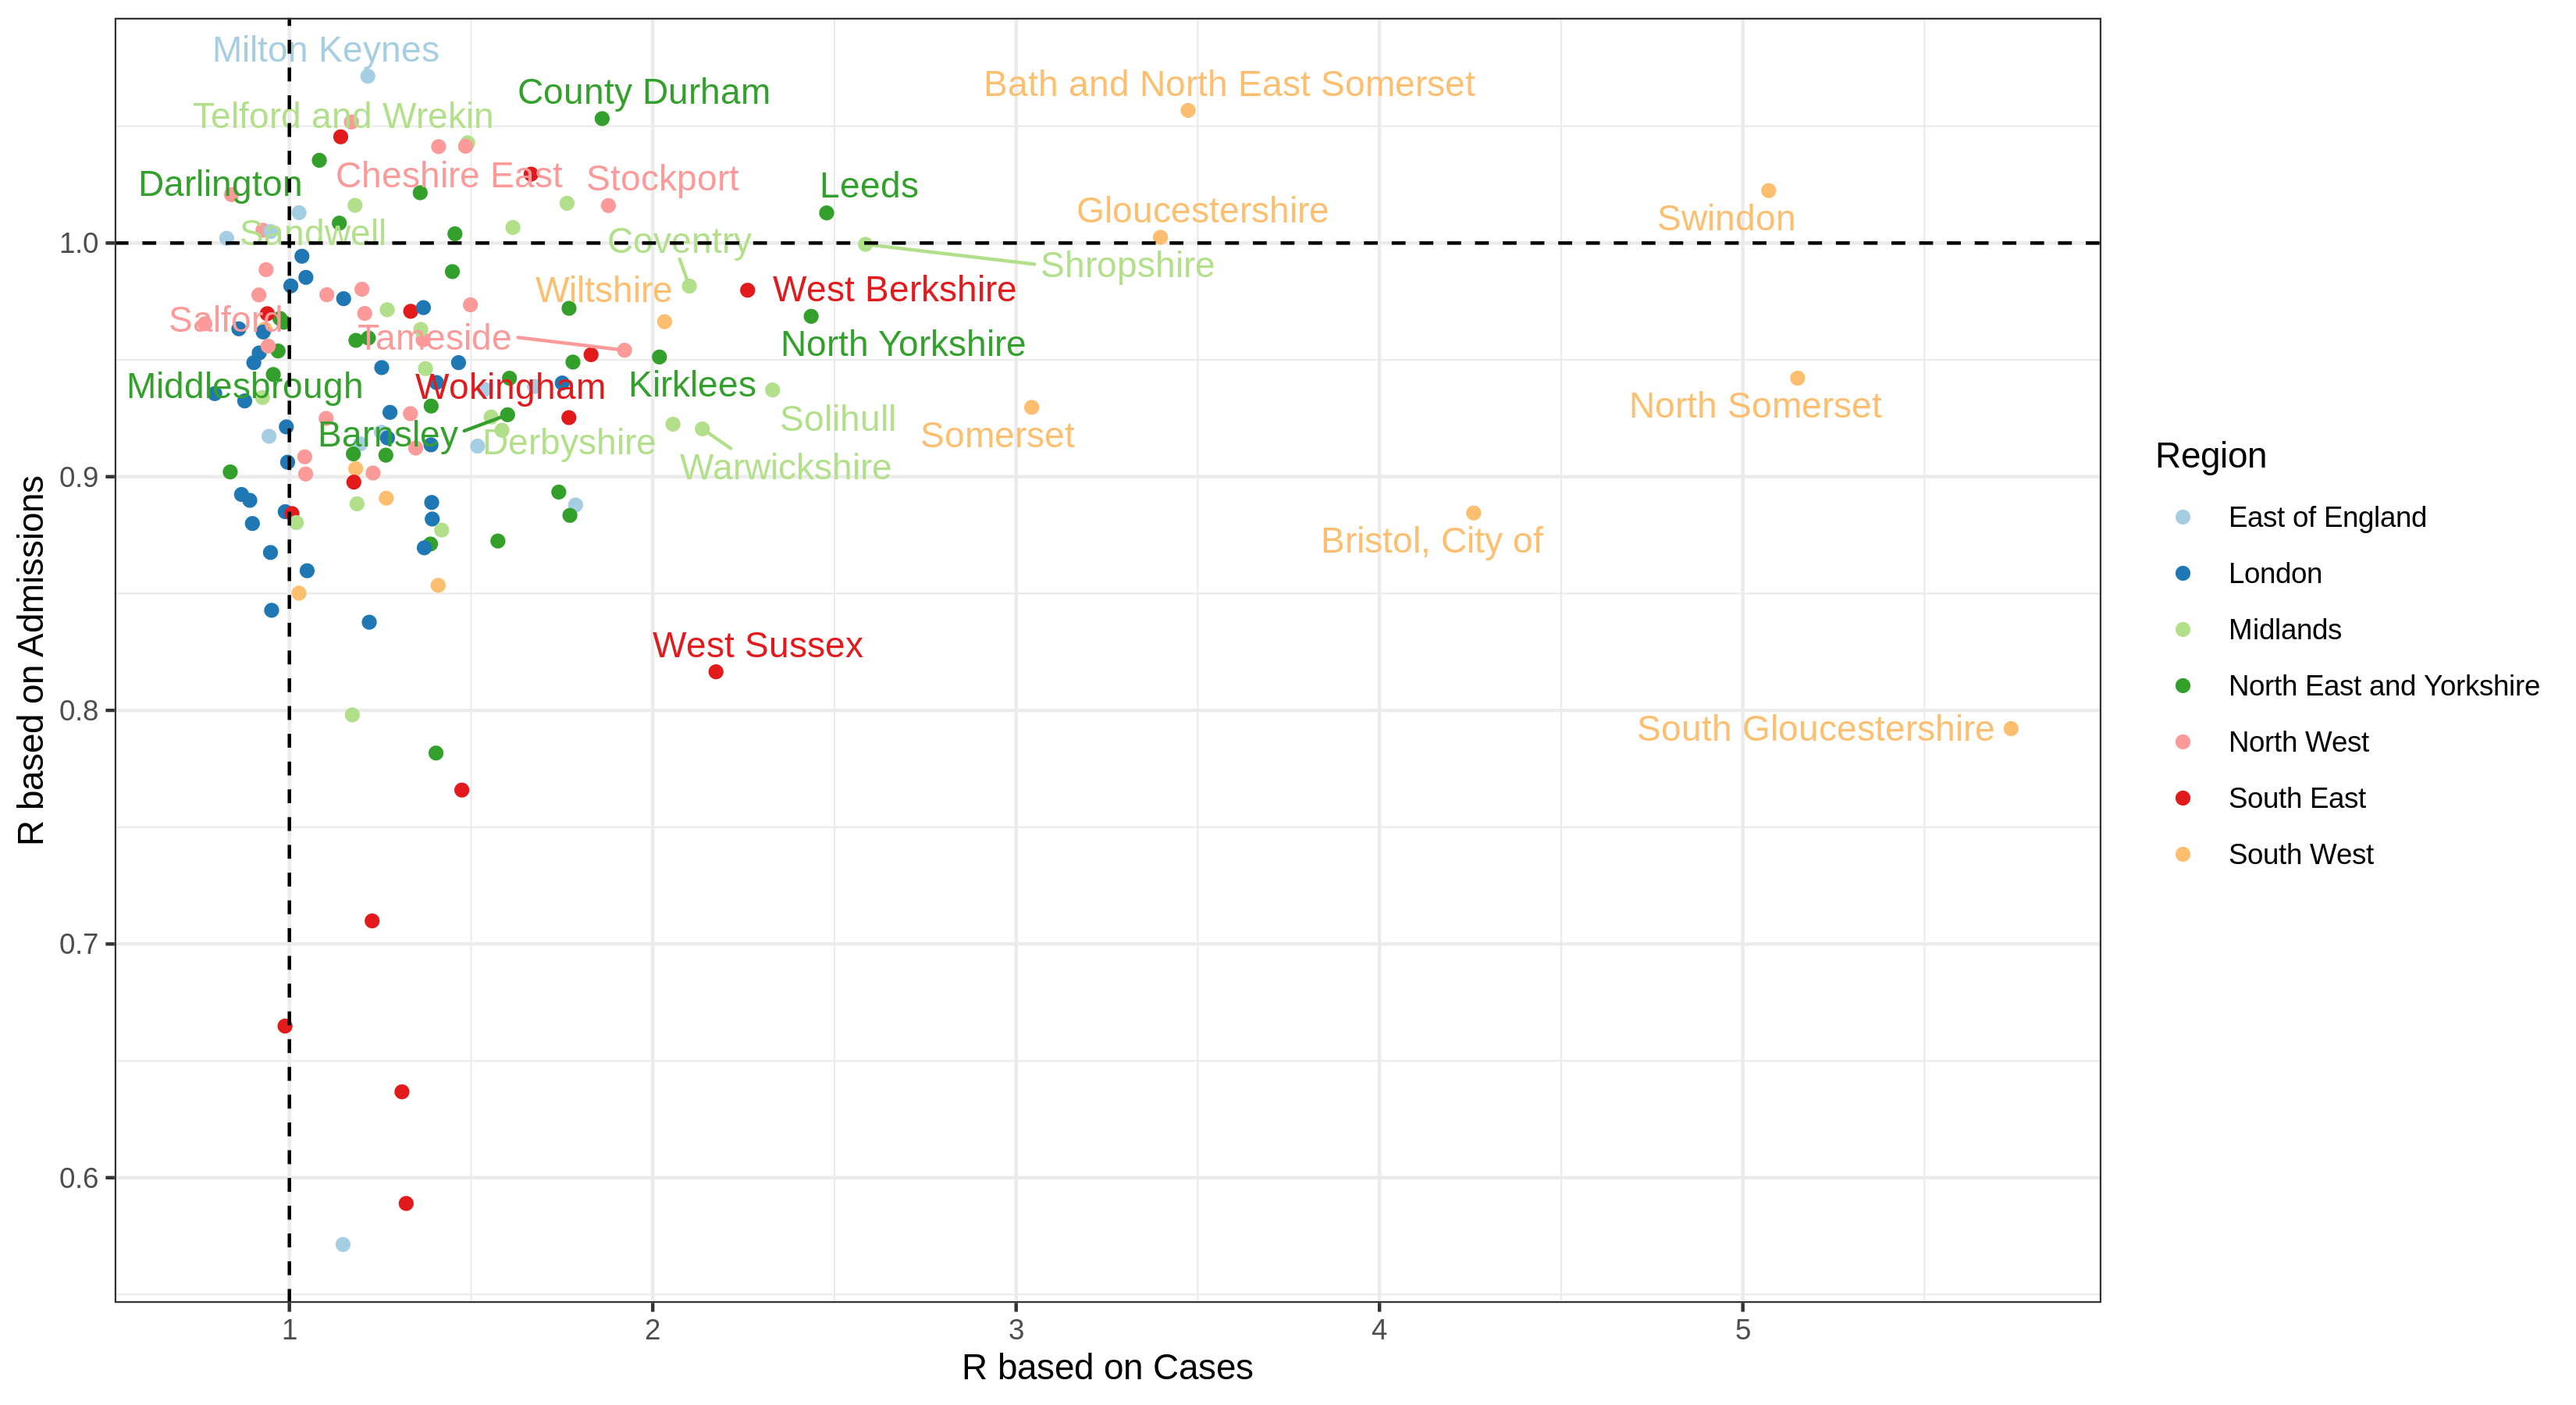 Milton Keynes
Bath and North East Somerset
County Durham
Telford and Wrekin
Cheshire East
Stockport
Darlington
Leeds
Gloucestershire
Swindon
Sandwell
Coventry
1.0
Shropshire
Wiltshire
West Berkshire
Salford
Tameside
North Yorkshire
Middlesbrough
Wokingham
Kirklees
North Somerset
Solihull
Barnsley
Derbyshire
Somerset
Warwickshire
0.9
Bristol, City of
West Sussex
0.8
South Gloucestershire
0.7
0.6
1
2
3
4
5
R based on Cases
R based on Admissions
Region
East of England
London
Midlands
North East and Yorkshire
North West
South East
South West